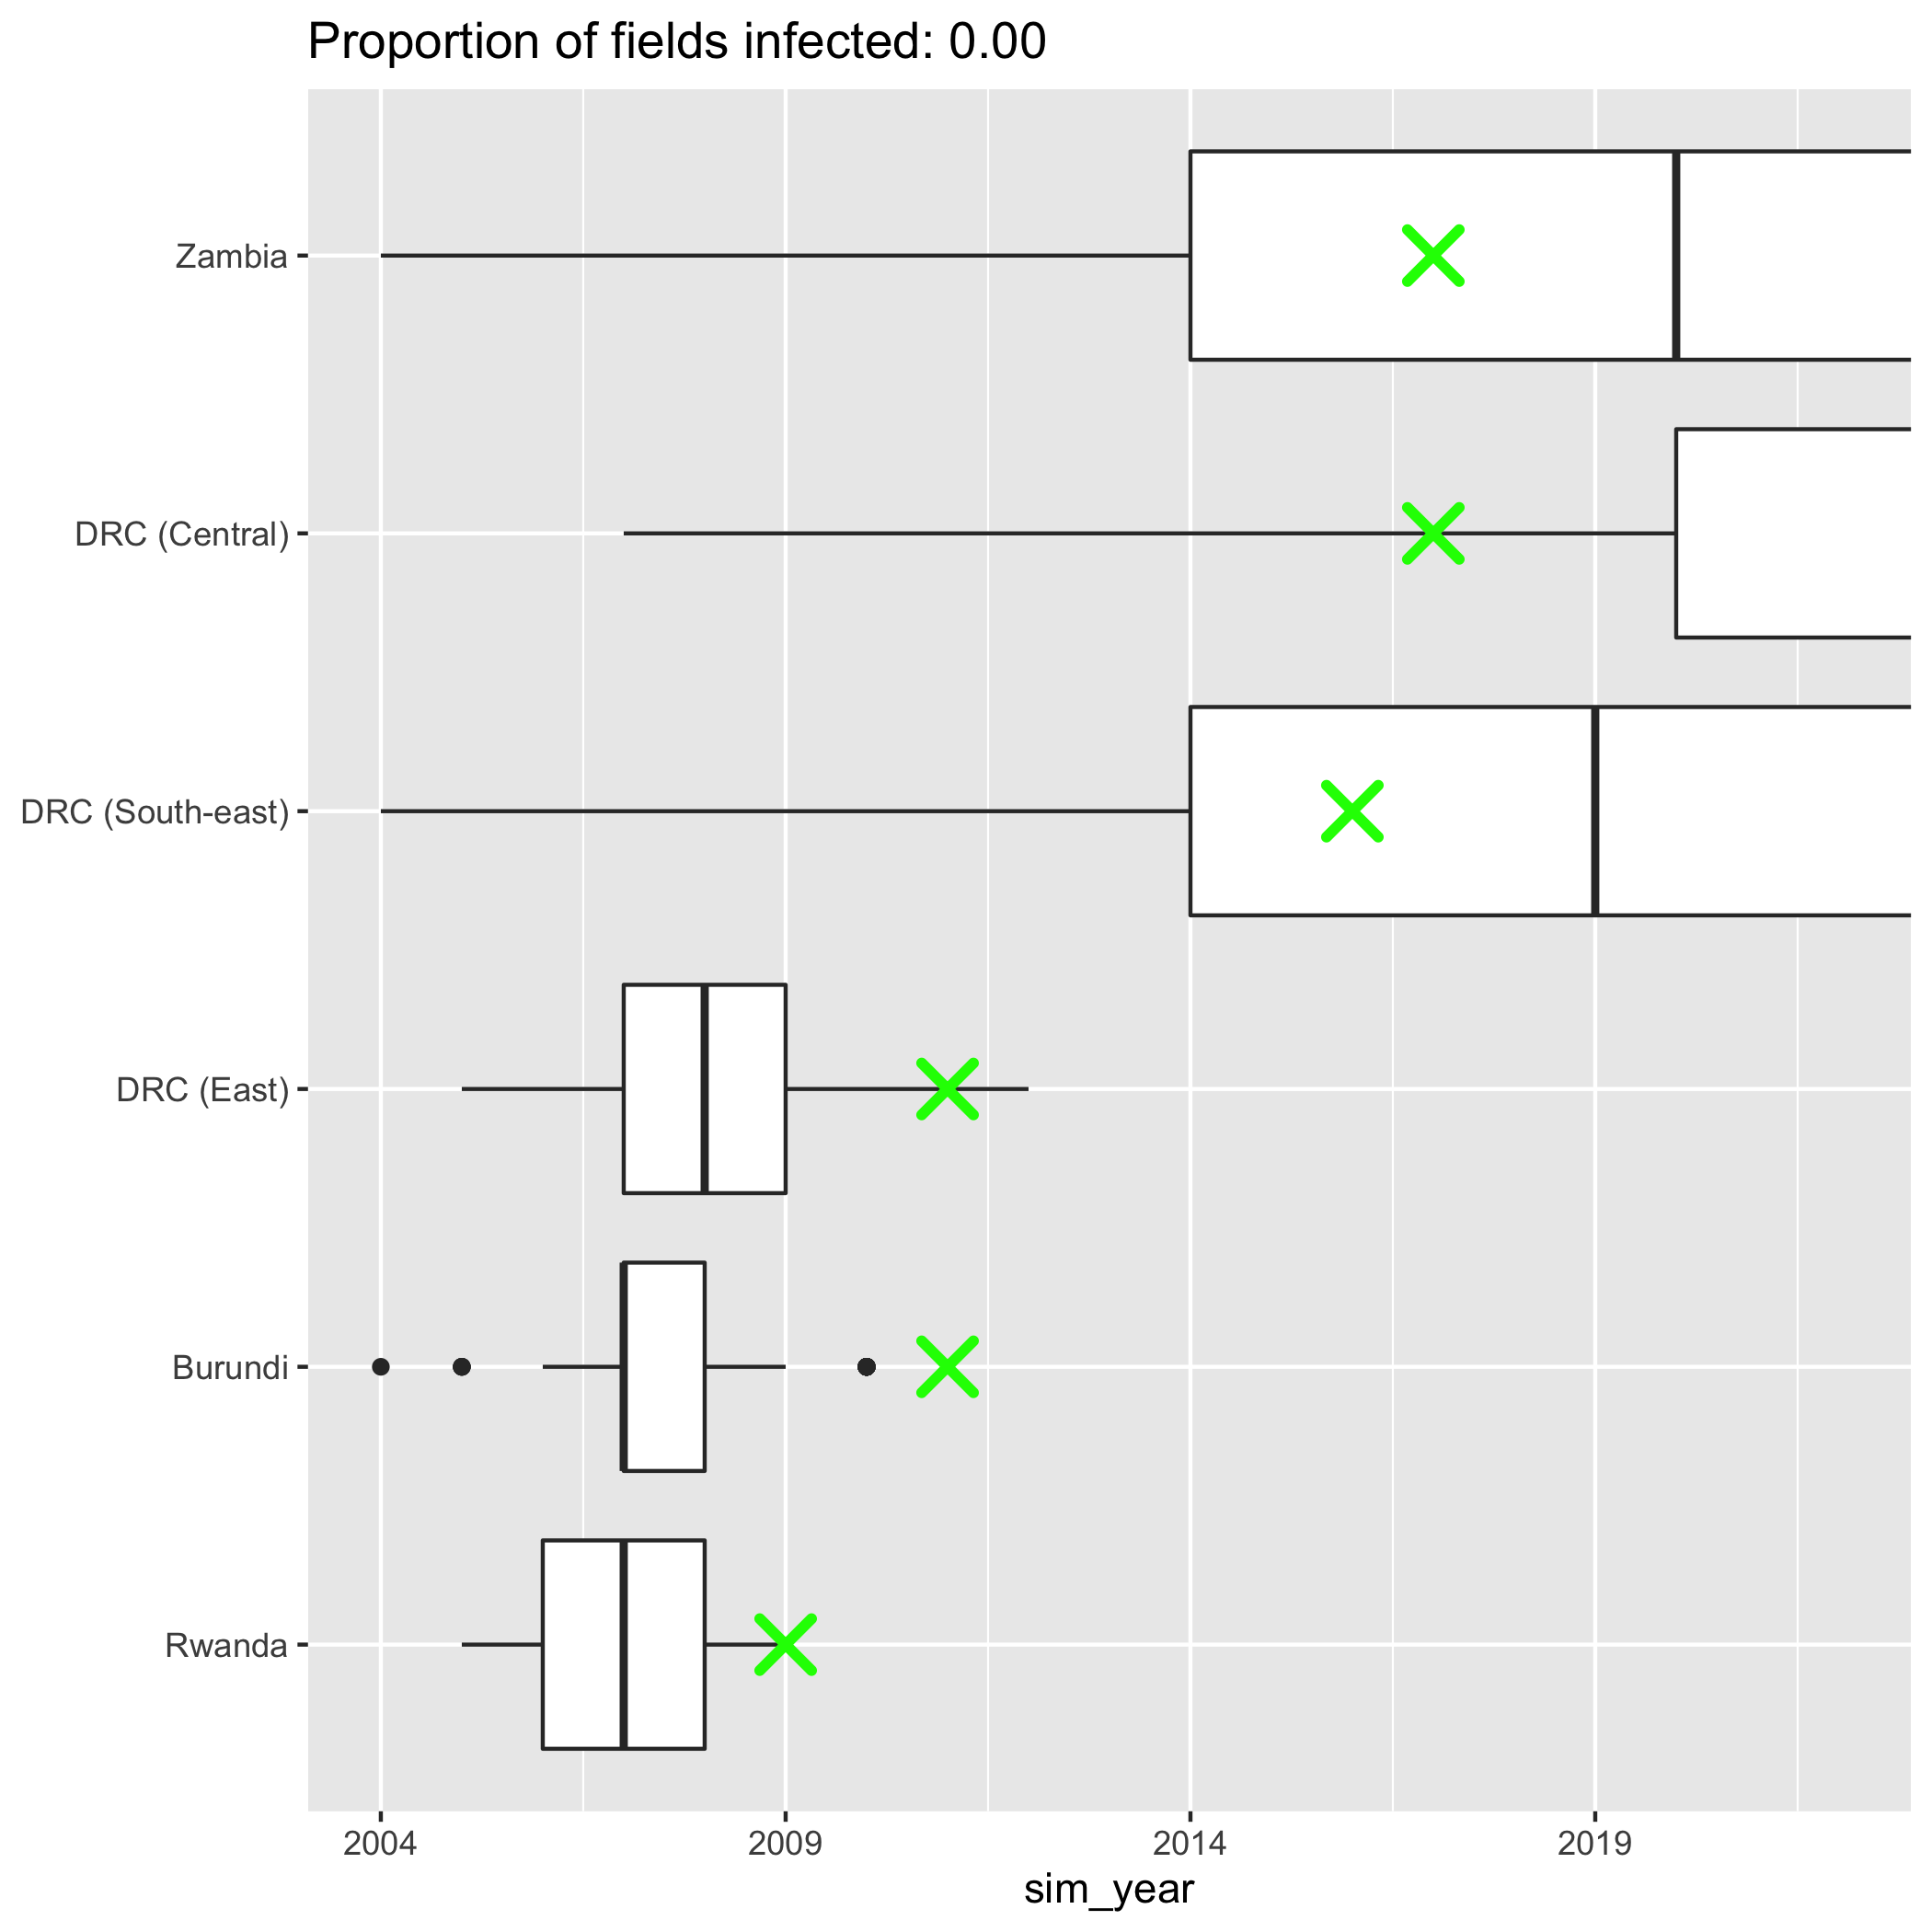 Proportion of fields infected: 0.00
Zambia
DRC (Central)
DRC (South-east)
DRC (East)
Burundi
Rwanda
2004 2009 2014 2019
sim_year